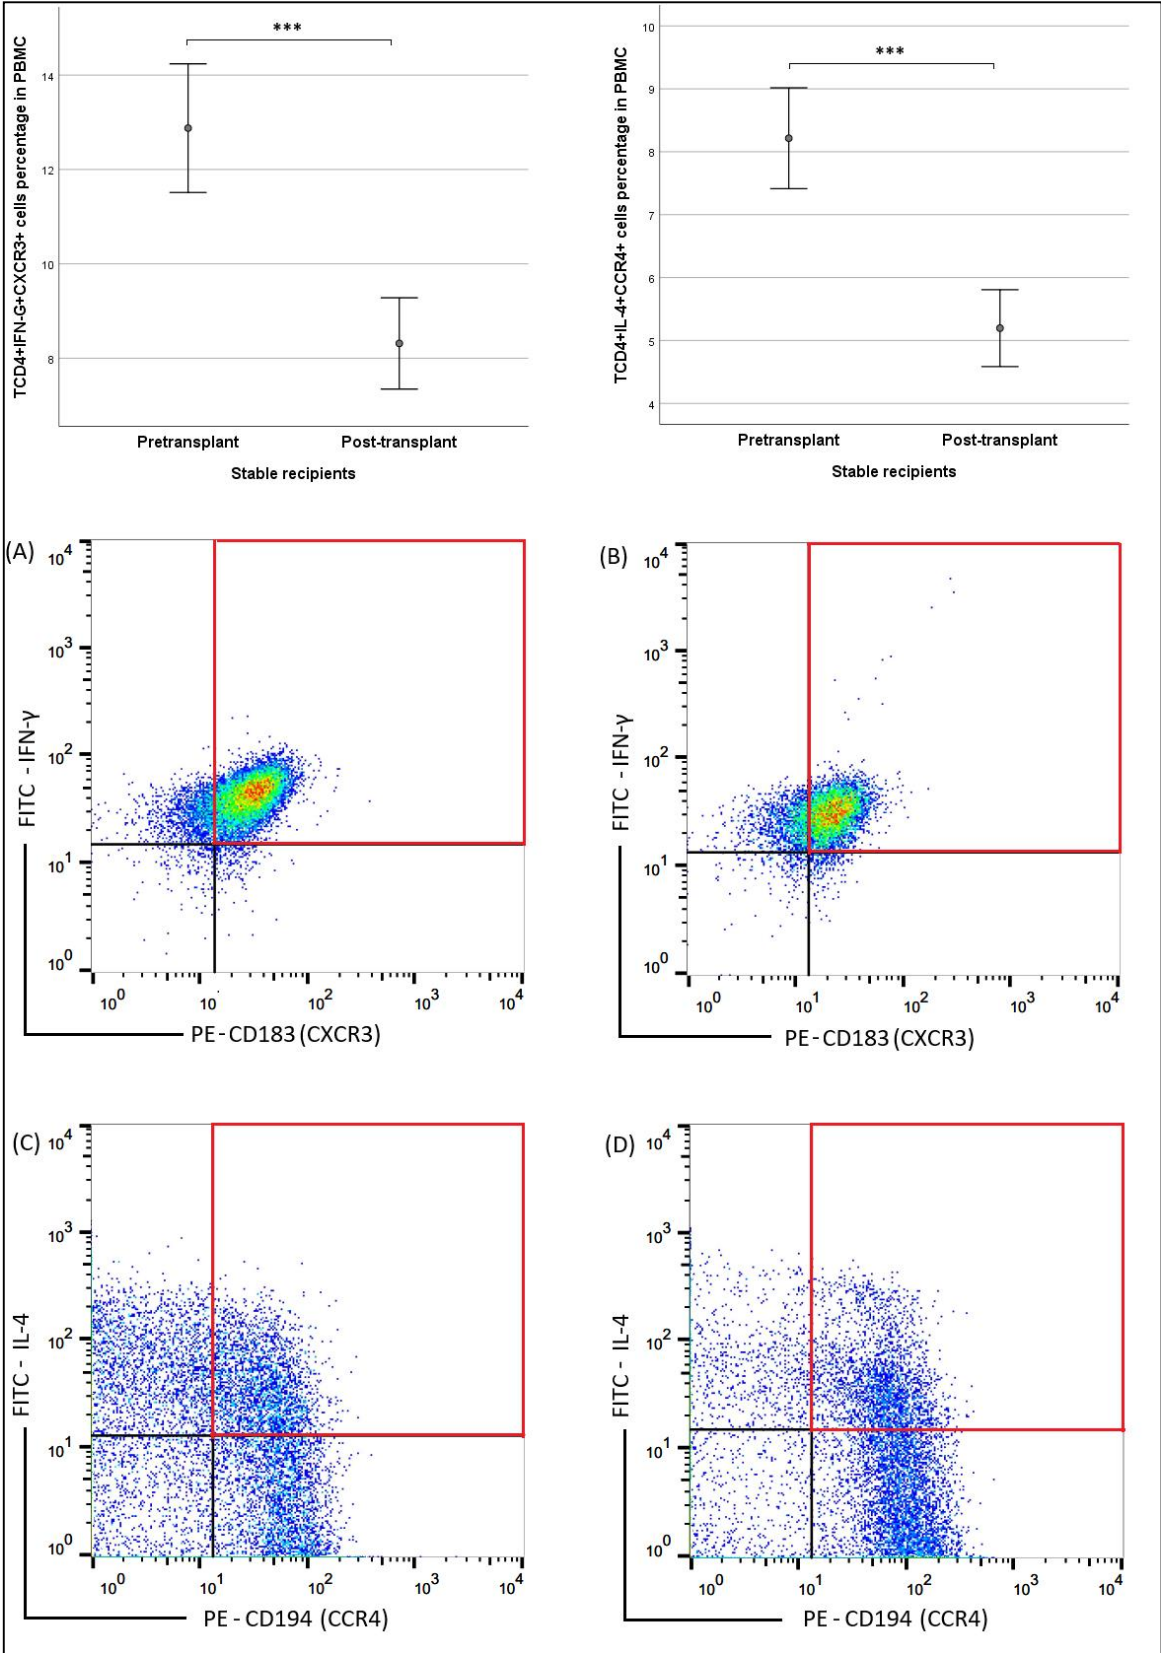 ***
14
12
10
8
TCD4+IFN-G+CXCR3+ cells percentage in PBMC
Pretransplant Post-transplant
Stable recipients
***
10
9
8
7
6
5
4
TCD4+IL-4+CCR4+ cells percentage in PBMC
Pretransplant Post-transplant
Stable recipients
(A)
10^4
10^3
10^2
10^1
10^0
FITC - IFN-γ
10^0 10 10^2 10^3 10^4
PE - CD183 (CXCR3)
(B)
10^4
10^3
10^2
10^1
10^0
FITC - IFN-γ
10^0 10^1 10^2 10^3 10^4
PE - CD183 (CXCR3)
(C)
10^4
10^3
10^2
10^1
10^0
FITC - IL-4
10^0 10^1 10^2 10^3 10^4
PE - CD194 (CCR4)
(D)
10^4
10^3
10^2
10^1
10^0
FITC - IL-4
10^0 10^1 10^2 10^3 10^4
PE - CD194 (CCR4)